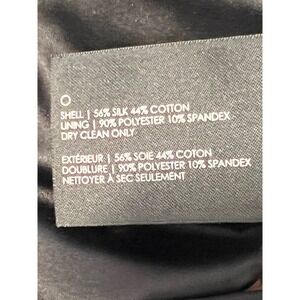 SHELL | 56% SILK 44% COTTON
LINING | 90% POLYESTER 10% SPANDEX
DRY CLEAN ONLY
EXTÉRIEUR | 56% SOIE 44% COTON
DOUBLURE | 90% POLYESTER 10% SPANDEX
NETTOYER À SEC SEULEMENT